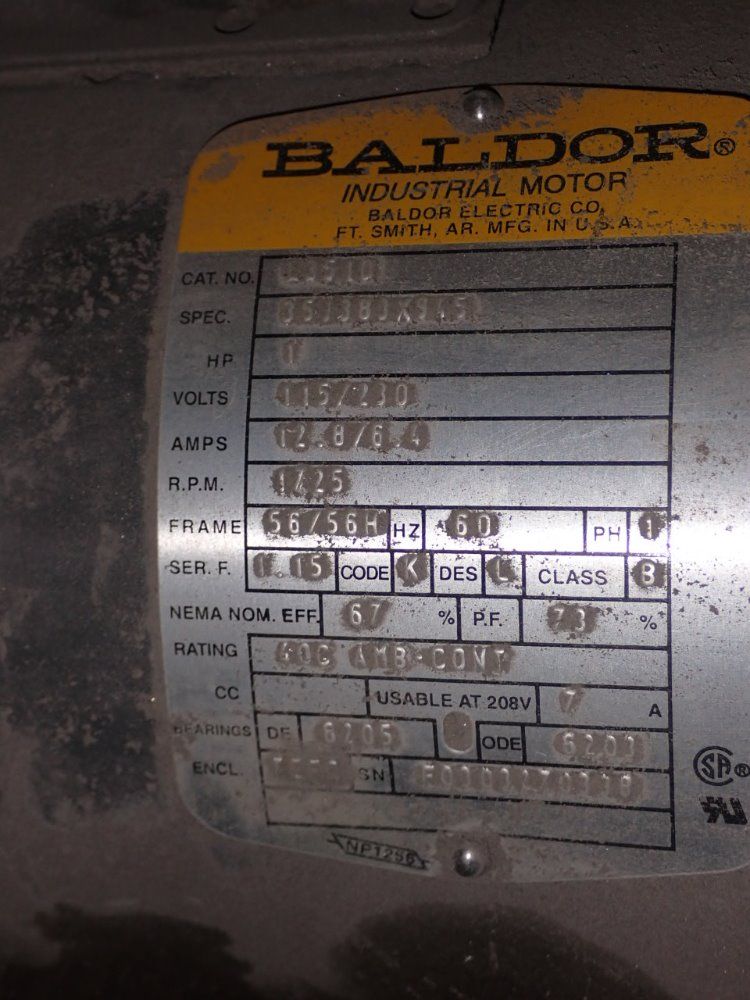 BALDOR®
INDUSTRIAL MOTOR
BALDOR ELECTRIC CO.
FT. SMITH, AR. MFG. IN U.S.A.
CAT. NO.
SPEC.
HP 1
VOLTS 115/230
AMPS 12.8/6.4
R.P.M. 1725
FRAME 56/56H HZ 60 PH 1
SER. F. 1.15 CODE K DES L CLASS B
NEMA NOM. EFF. 67 % P.F. 73 %
RATING 40C AMB-CONT
CC USABLE AT 208V 7 A
BEARINGS DE 6205 ODE 6203
ENCL. SN
NP1256
SA ®